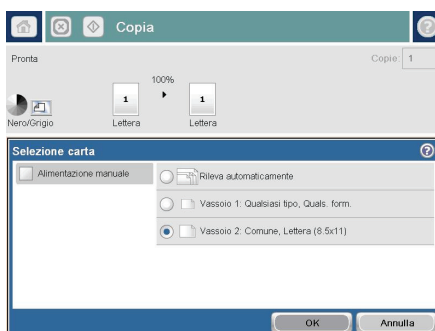 Copia
Pronta
Copie: 1
100%
1
1
Nero/Grigio
Lettera
Lettera
Selezione carta
Alimentazione manuale
Rileva automaticamente
Vassoio 1: Qualsiasi tipo, Quals. form.
Vassoio 2: Comune, Lettera (8.5x11)
OK
Annulla